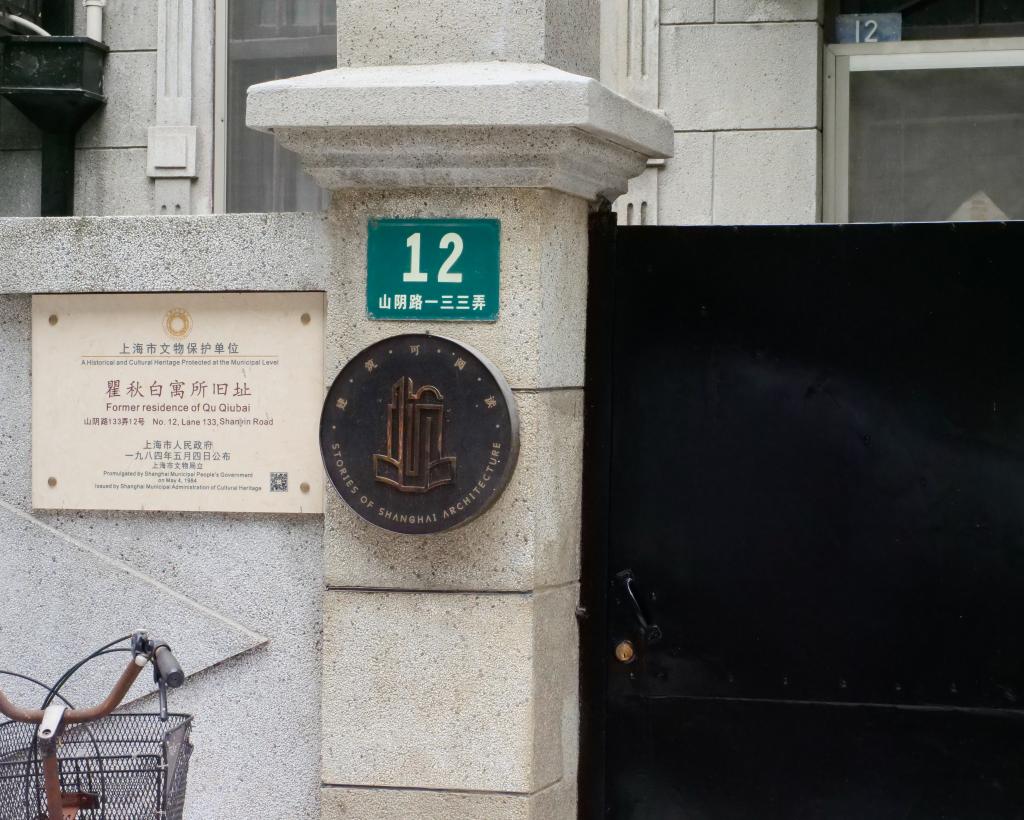 12
12
山阴路一三三弄
上海市文物保护单位
A Historical and Cultural Heritage Protected at the Municipal Level
瞿秋白寓所旧址
Former residence of Qu Qiubai
山阴路133弄12号 No. 12, Lane 133, Shanyin Road
上海市人民政府
一九八四年五月四日公布
上海市文物局立
Promulgated by Shanghai Municipal People's Government
on May 4, 1984
Issued by Shanghai Municipal Administration of Cultural Heritage
建·筑·可·阅·读
·STORIES OF SHANGHAI ARCHITECTURE·